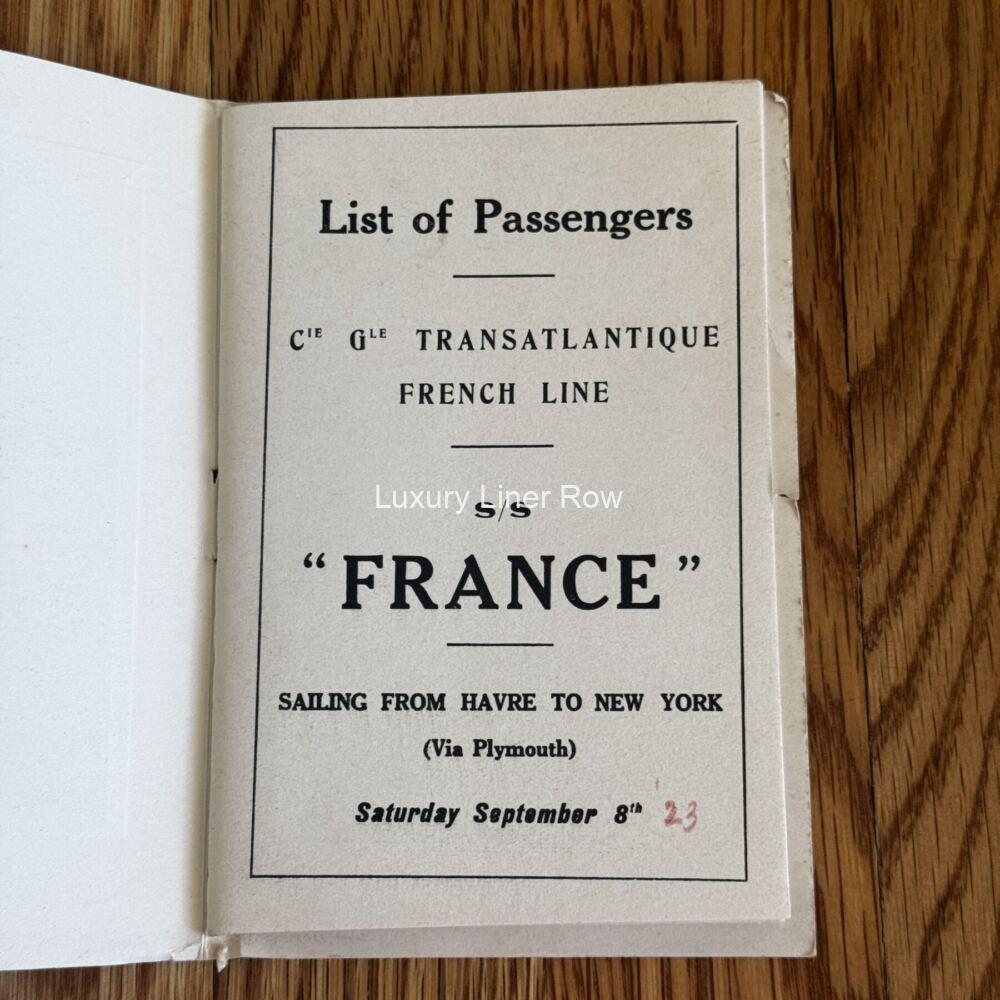 List of Passengers
Cᴵᴱ Gᴸᴱ TRANSATLANTIQUE
FRENCH LINE
Luxury Liner Row
s/s
“FRANCE”
SAILING FROM HAVRE TO NEW YORK
(Via Plymouth)
Saturday September 8ᵗʰ '23